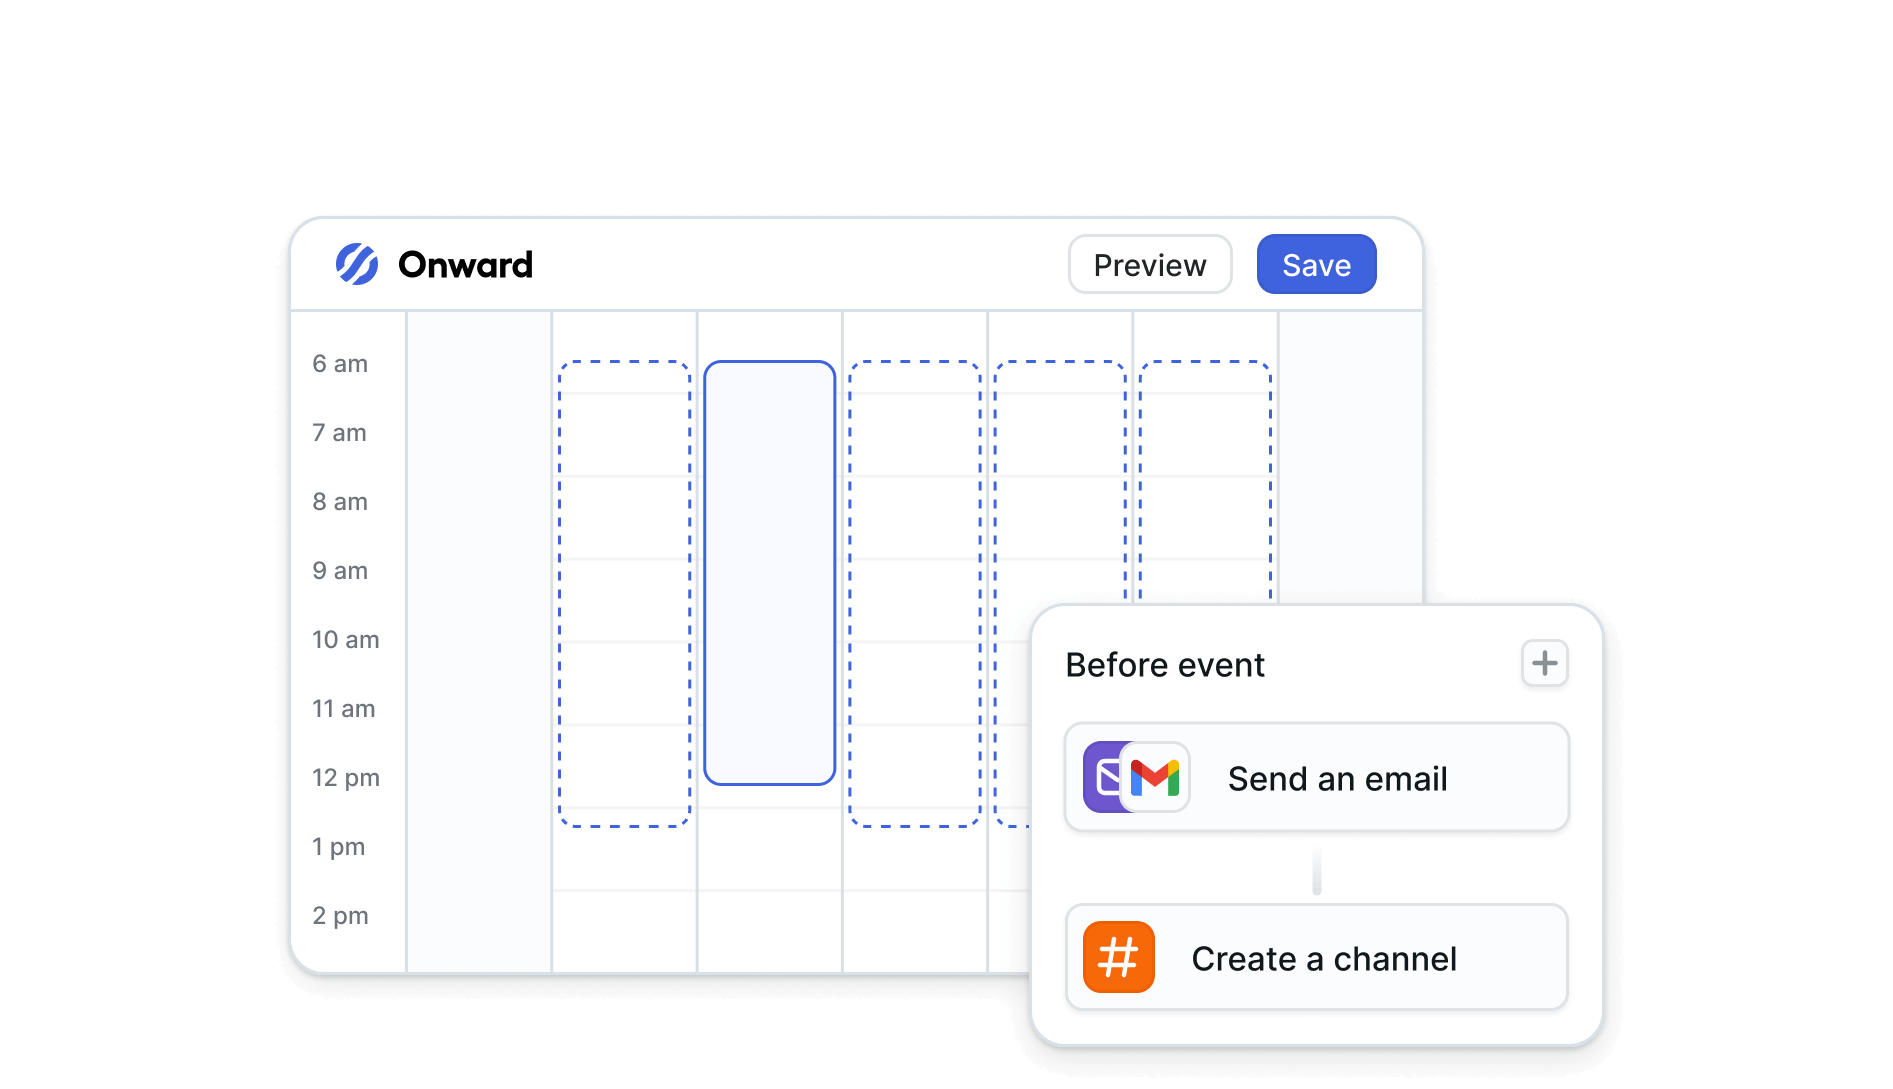 Onward
Preview
Save
6 am
7 am
8 am
9 am
10 am
11 am
12 pm
1 pm
2 pm
Before event
Send an email
Create a channel